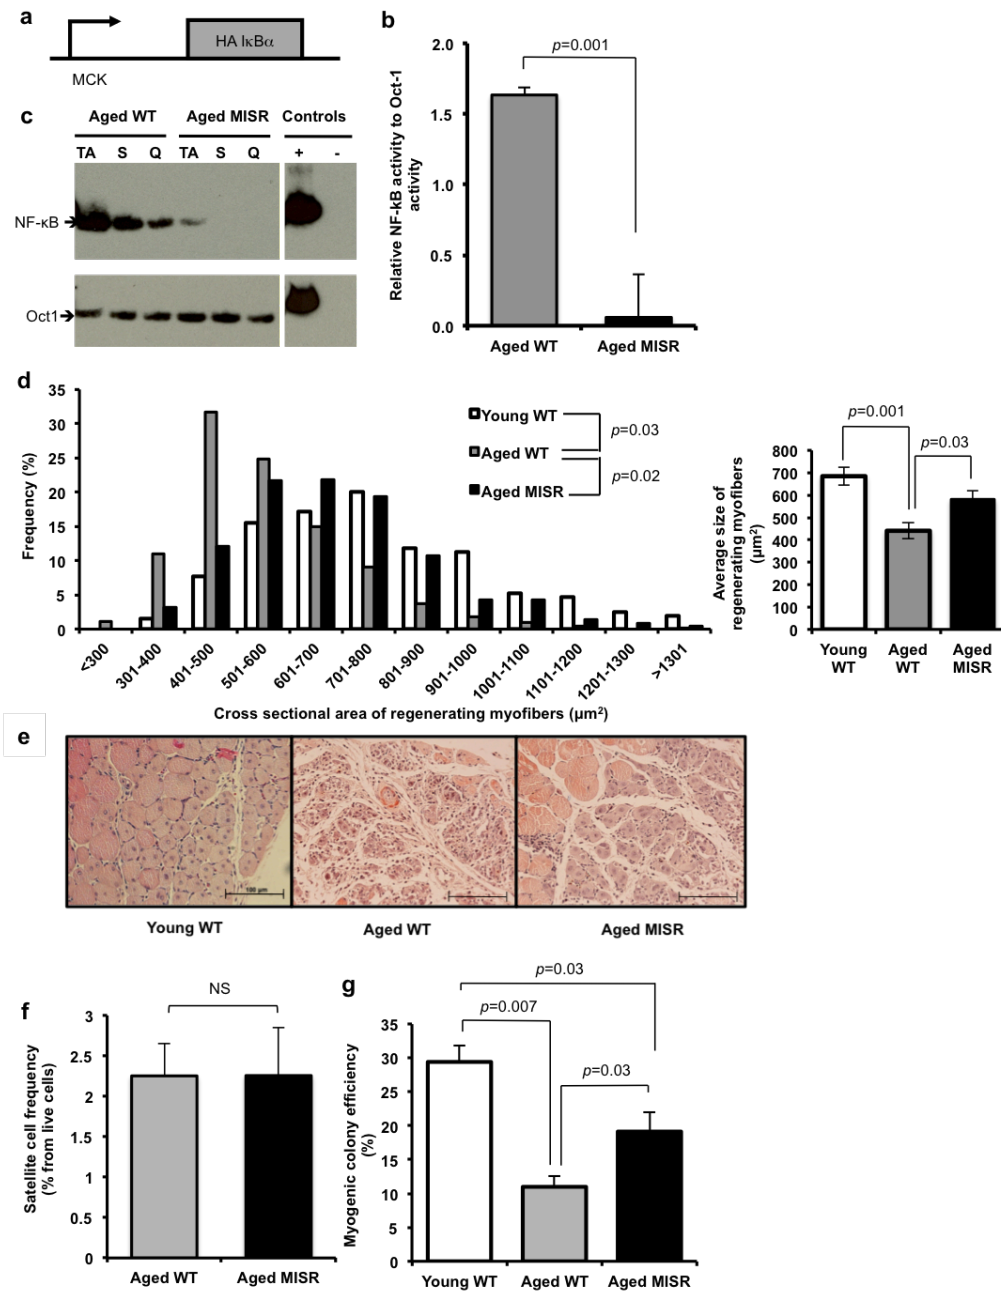 a
HA IκBα
MCK
b
Relative NF-kB activity to Oct-1
activity
2.0
1.5
1.0
0.5
0.0
p=0.001
Aged WT
Aged MISR
c
Aged WT
Aged MISR
Controls
TA S Q TA S Q + -
NF-κB
Oct1
d
Frequency (%)
35
30
25
20
15
10
5
0
Young WT
Aged WT
Aged MISR
p=0.03
p=0.02
<300
301-400
401-500
501-600
601-700
701-800
801-900
901-1000
1001-1100
1101-1200
1201-1300
>1301
Cross sectional area of regenerating myofibers (µm²)
Average size of
regenerating myofibers
(µm²)
800
700
600
500
400
300
200
100
0
p=0.001
p=0.03
Young
WT
Aged
WT
Aged
MISR
e
100 µm
Young WT
Aged WT
Aged MISR
f
Satellite cell frequency
(% from live cells)
3
2.5
2
1.5
1
0.5
0
NS
Aged WT
Aged MISR
g
Myogenic colony efficiency
(%)
35
30
25
20
15
10
5
0
p=0.03
p=0.007
p=0.03
Young WT
Aged WT
Aged MISR